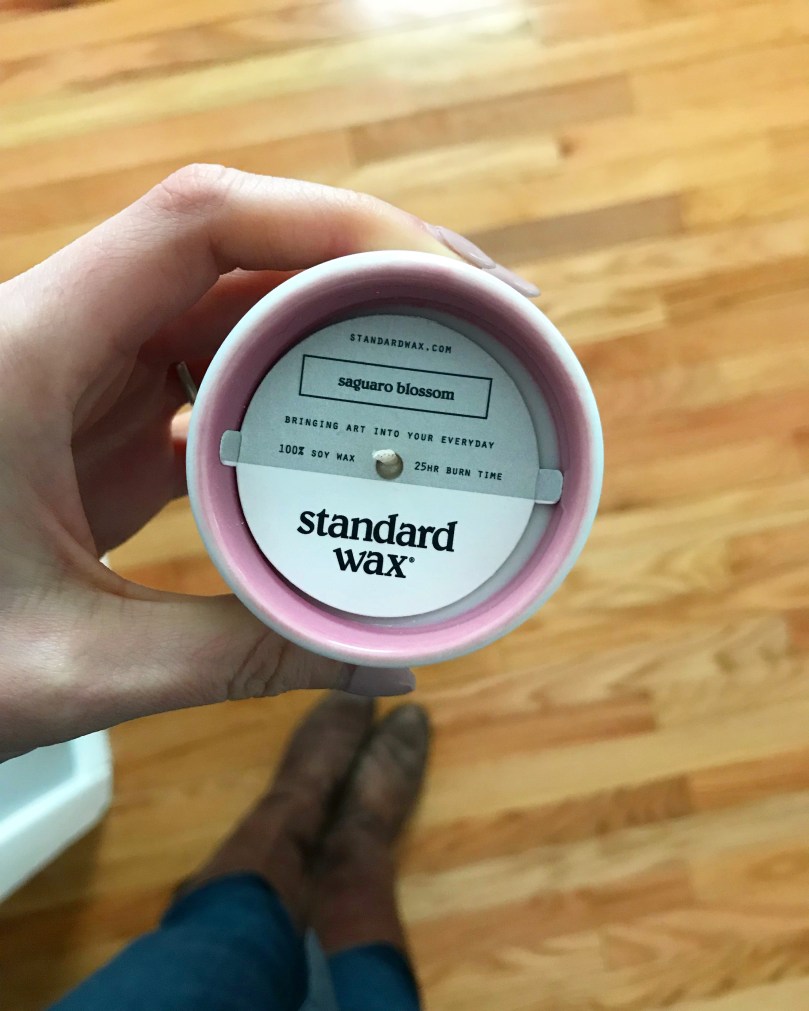 STANDARDWAX.COM
saguaro blossom
BRINGING ART INTO YOUR EVERYDAY
100% SOY WAX 25HR BURN TIME
standard
wax®